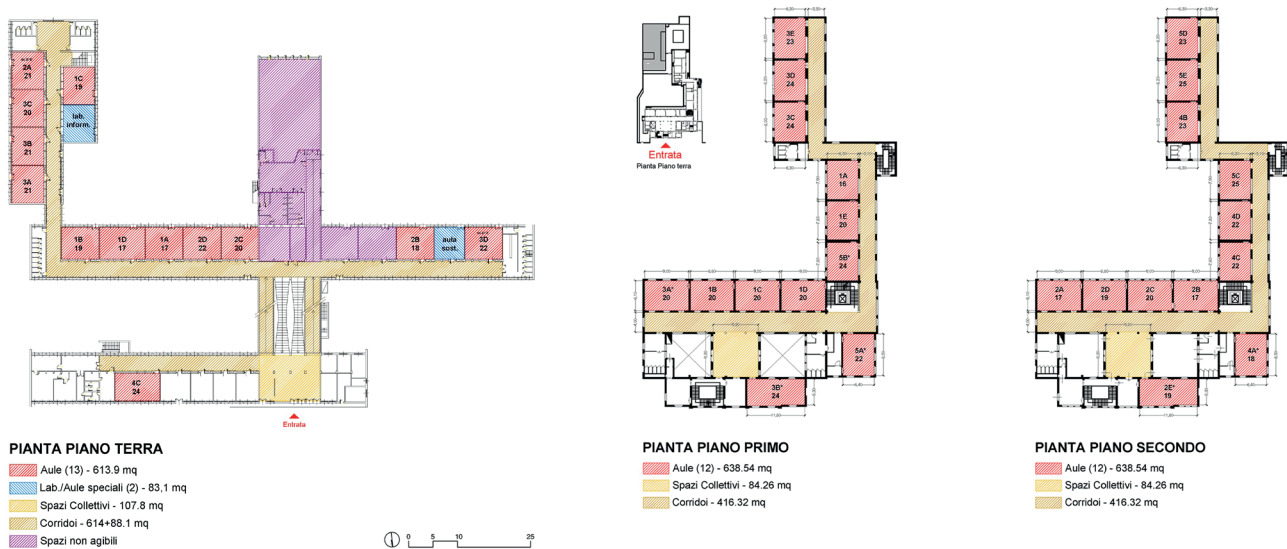 2A
21
1C
19
3C
20
lab.
inform.
3B
21
3A
21
1B
19
1D
17
1A
17
2D
22
2C
20
2B
18
aula
sost.
3D
22
4C
24
Entrata
PIANTA PIANO TERRA
Aule (13) - 613.9 mq
Lab./Aule speciali (2) - 83,1 mq
Spazi Collettivi - 107.8 mq
Corridoi - 614+88.1 mq
Spazi non agibili
0 5 10 25
Entrata
Pianta Piano terra
3E
23
3D
24
3C
24
1A
16
1E
20
5B*
24
3A*
20
1B
20
1C
20
1D
20
5A*
22
3B*
24
PIANTA PIANO PRIMO
Aule (12) - 638.54 mq
Spazi Collettivi - 84.26 mq
Corridoi - 416.32 mq
5D
23
5E
25
4B
23
5C
25
4D
22
4C
22
2A
17
2D
19
2C
20
2B
17
4A*
18
2E*
19
PIANTA PIANO SECONDO
Aule (12) - 638.54 mq
Spazi Collettivi - 84.26 mq
Corridoi - 416.32 mq